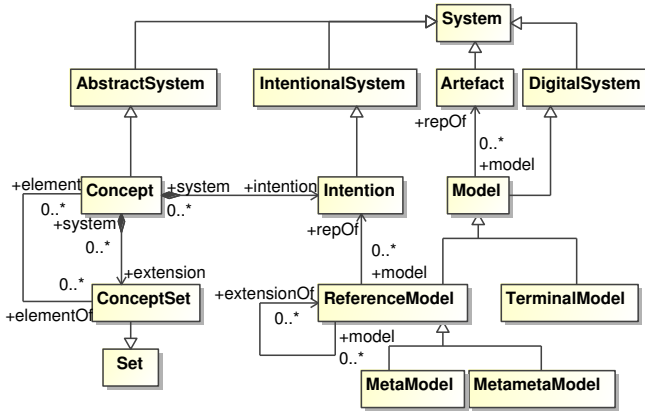 System
AbstractSystem
IntentionalSystem
Artefact
DigitalSystem
+repOf
0..*
+model
+element
Concept
+system
+intention
Intention
Model
0..*
0..*
+system
0..*
+repOf
0..*
0..*
+extension
+model
+extensionOf
ConceptSet
ReferenceModel
TerminalModel
+elementOf
0..*
+model
0..*
Set
MetaModel
MetametaModel